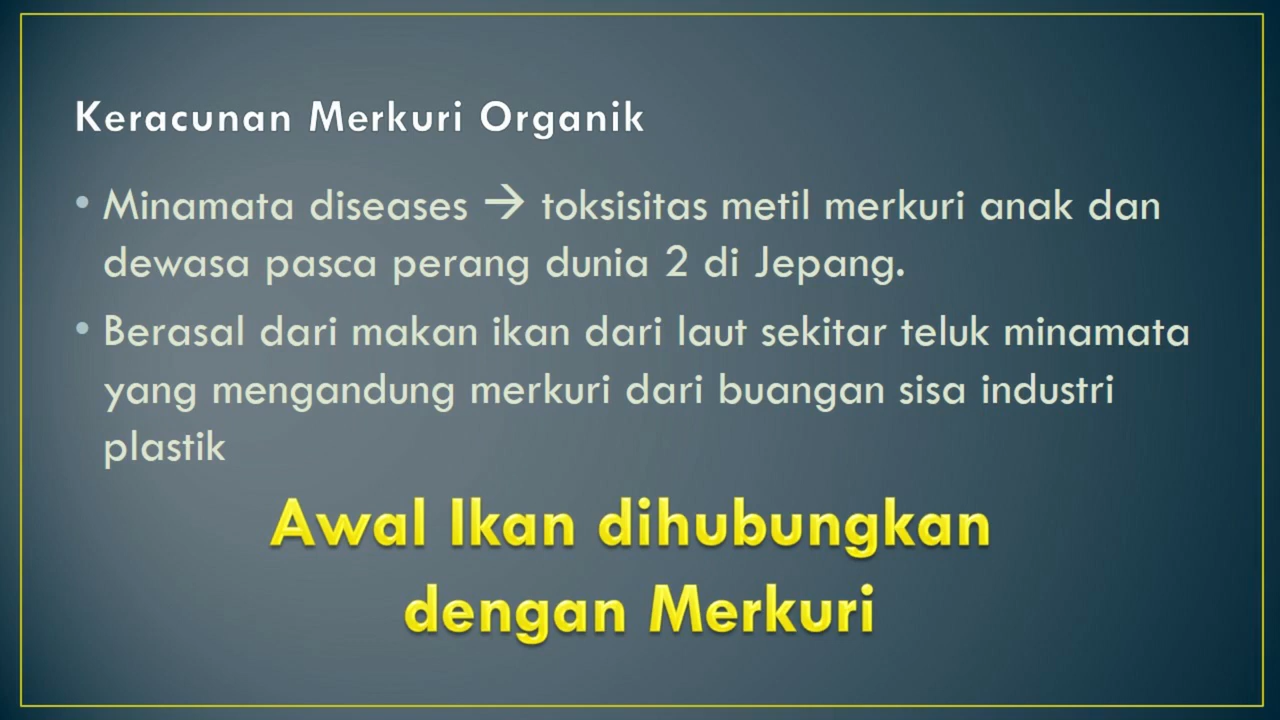 Keracunan Merkuri Organik
• Minamata diseases → toksisitas metil merkuri anak dan
dewasa pasca perang dunia 2 di Jepang.
• Berasal dari makan ikan dari laut sekitar teluk minamata
yang mengandung merkuri dari buangan sisa industri
plastik
Awal Ikan dihubungkan
dengan Merkuri